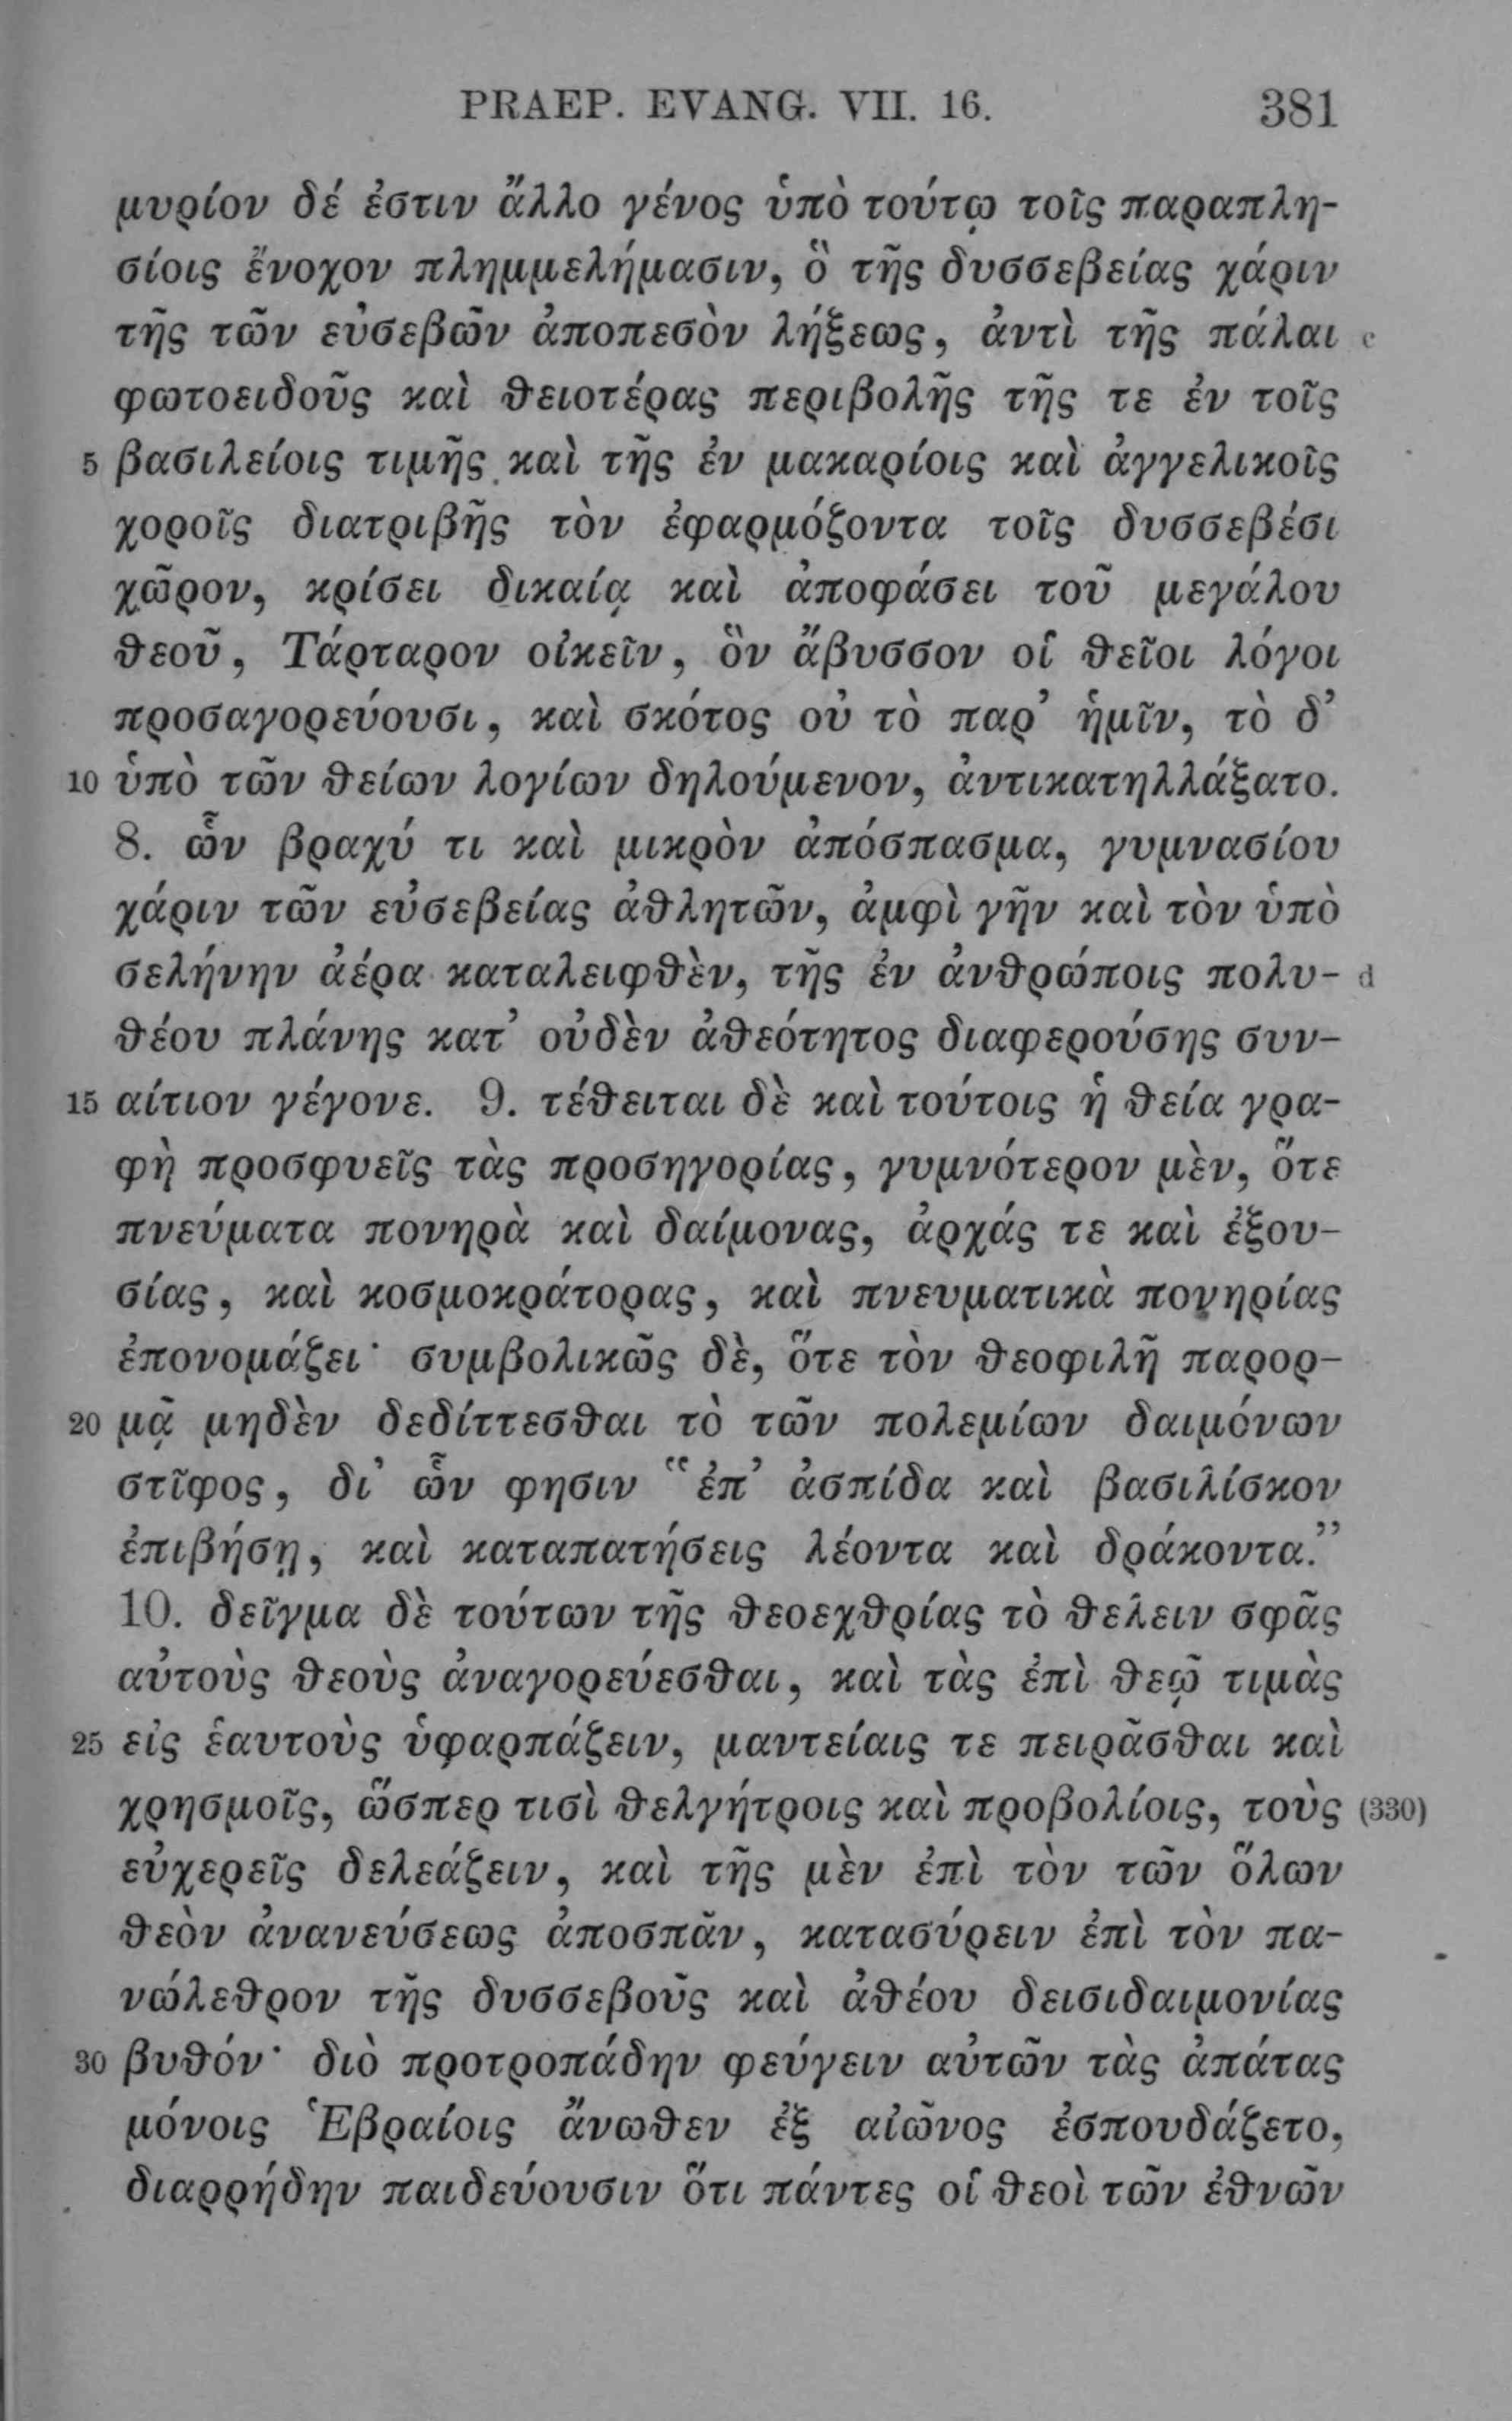 PRAEP. EVANG. VII. 16. 381
μυρίον δέ ἐστιν ἄλλο γένος ὑπὸ τούτῳ τοῖς παραπλη-
σίοις ἔνοχον πλημμελήμασιν, ὃ τῆς δυσσεβείας χάριν
τῆς τῶν εὐσεβῶν ἀποπεσὸν λήξεως, ἀντὶ τῆς πάλαι c
φωτοειδοῦς καὶ θειοτέρας περιβολῆς τῆς τε ἐν τοῖς
5 βασιλείοις τιμῆς καὶ τῆς ἐν μακαρίοις καὶ ἀγγελικοῖς
χοροῖς διατριβῆς τὸν ἐφαρμόζοντα τοῖς δυσσεβέσι
χῶρον, κρίσει δικαίᾳ καὶ ἀποφάσει τοῦ μεγάλου
θεοῦ, Τάρταρον οἰκεῖν, ὃν ἄβυσσον οἱ θεῖοι λόγοι
προσαγορεύουσι, καὶ σκότος οὐ τὸ παρ’ ἡμῖν, τὸ δ’
10 ὑπὸ τῶν θείων λογίων δηλούμενον, ἀντικατηλλάξατο.
8. ὧν βραχύ τι καὶ μικρὸν ἀπόσπασμα, γυμνασίου
χάριν τῶν εὐσεβείας ἀθλητῶν, ἀμφὶ γῆν καὶ τὸν ὑπὸ
σελήνην ἀέρα καταλειφθὲν, τῆς ἐν ἀνθρώποις πολυ- d
θέου πλάνης κατ’ οὐδὲν ἀθεότητος διαφερούσης συν-
15 αίτιον γέγονε. 9. τέθειται δὲ καὶ τούτοις ἡ θεία γρα-
φὴ προσφυεῖς τὰς προσηγορίας, γυμνότερον μὲν, ὅτε
πνεύματα πονηρὰ καὶ δαίμονας, ἀρχάς τε καὶ ἐξου-
σίας, καὶ κοσμοκράτορας, καὶ πνευματικὰ πονηρίας
ἐπονομάζει· συμβολικῶς δὲ, ὅτε τὸν θεοφιλῆ παρορ-
20 μᾷ μηδὲν δεδίττεσθαι τὸ τῶν πολεμίων δαιμόνων
στῖφος, δι’ ὧν φησιν “ἐπ’ ἀσπίδα καὶ βασιλίσκον
ἐπιβήσῃ, καὶ καταπατήσεις λέοντα καὶ δράκοντα.”
10. δεῖγμα δὲ τούτων τῆς θεοεχθρίας τὸ θέλειν σφᾶς
αὐτοὺς θεοὺς ἀναγορεύεσθαι, καὶ τὰς ἐπὶ θεῷ τιμὰς
25 εἰς ἑαυτοὺς ὑφαρπάζειν, μαντείαις τε πειρᾶσθαι καὶ
χρησμοῖς, ὥσπερ τισὶ θελγήτροις καὶ προβολίοις, τοὺς (330)
εὐχερεῖς δελεάζειν, καὶ τῆς μὲν ἐπὶ τὸν τῶν ὅλων
θεὸν ἀνανεύσεως ἀποσπᾶν, κατασύρειν ἐπὶ τὸν πα-
νώλεθρον τῆς δυσσεβοῦς καὶ ἀθέου δεισιδαιμονίας
30 βυθόν· διὸ προτροπάδην φεύγειν αὐτῶν τὰς ἀπάτας
μόνοις Ἑβραίοις ἄνωθεν ἐξ αἰῶνος ἐσπουδάζετο,
διαρρήδην παιδεύουσιν ὅτι πάντες οἱ θεοὶ τῶν ἐθνῶν